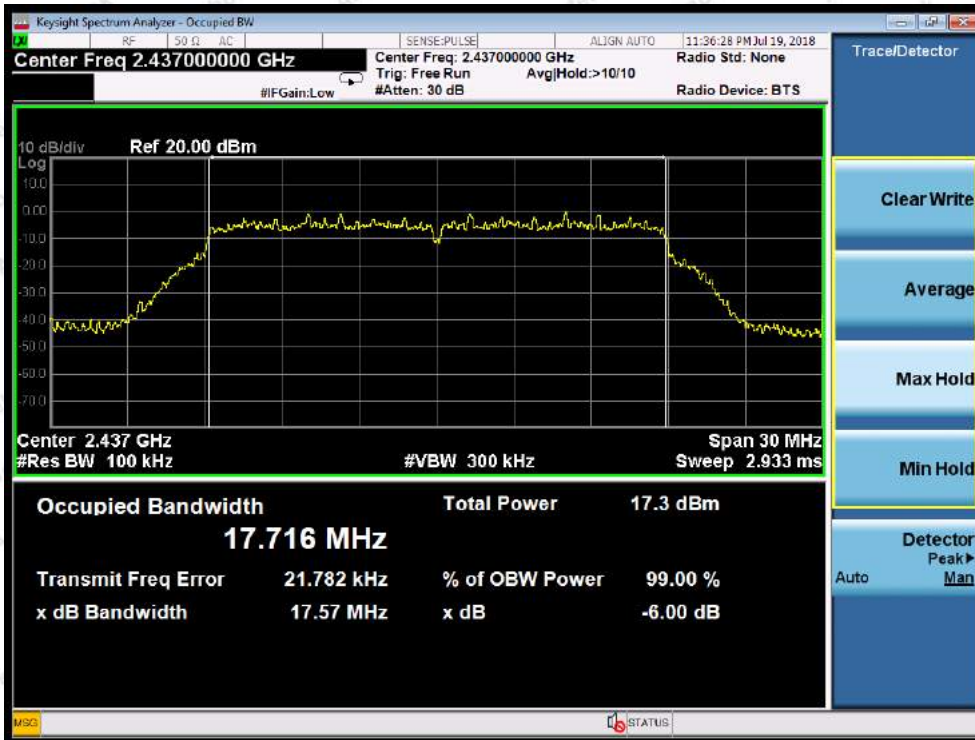 Keysight Spectrum Analyzer - Occupied BW
RF 50 Ω AC SENSE:PULSE ALIGN AUTO 11:36:28 PM Jul 19, 2018
Center Freq 2.437000000 GHz
Center Freq: 2.437000000 GHz
Radio Std: None
Trig: Free Run Avg|Hold:>10/10
#IFGain:Low #Atten: 30 dB Radio Device: BTS
10 dB/div Ref 20.00 dBm
Log
10.0
0.00
-10.0
-20.0
-30.0
-40.0
-50.0
-60.0
-70.0
Center 2.437 GHz Span 30 MHz
#Res BW 100 kHz #VBW 300 kHz Sweep 2.933 ms
Occupied Bandwidth Total Power 17.3 dBm
17.716 MHz
Transmit Freq Error 21.782 kHz % of OBW Power 99.00 %
x dB Bandwidth 17.57 MHz x dB -6.00 dB
Trace/Detector
Clear Write
Average
Max Hold
Min Hold
Detector
Peak▶
Auto Man
MSG STATUS